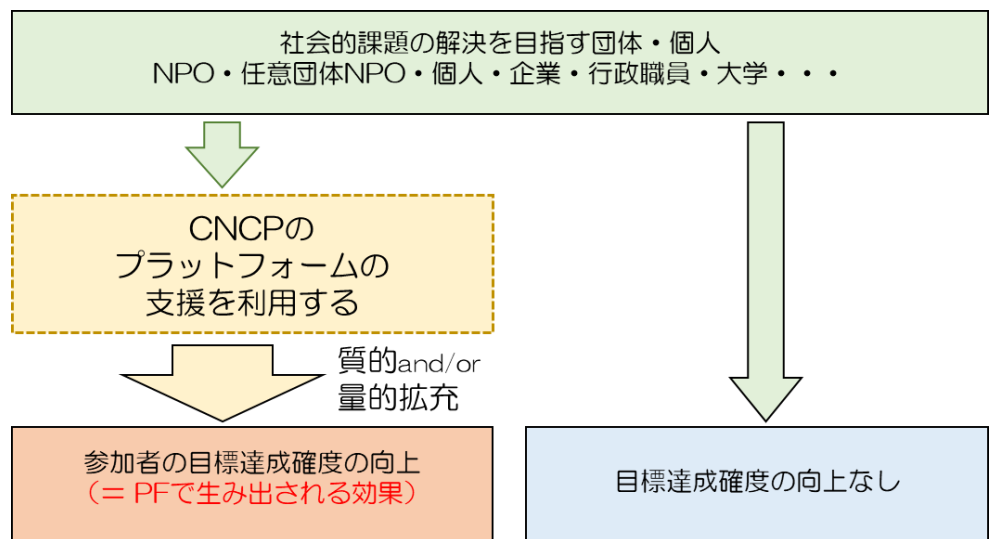 社会的課題の解決を目指す団体・個人
NPO・任意団体NPO・個人・企業・行政職員・大学・・・
CNCPの
プラットフォームの
支援を利用する
質的and/or
量的拡充
参加者の目標達成確度の向上
（= PFで生み出される効果）
目標達成確度の向上なし